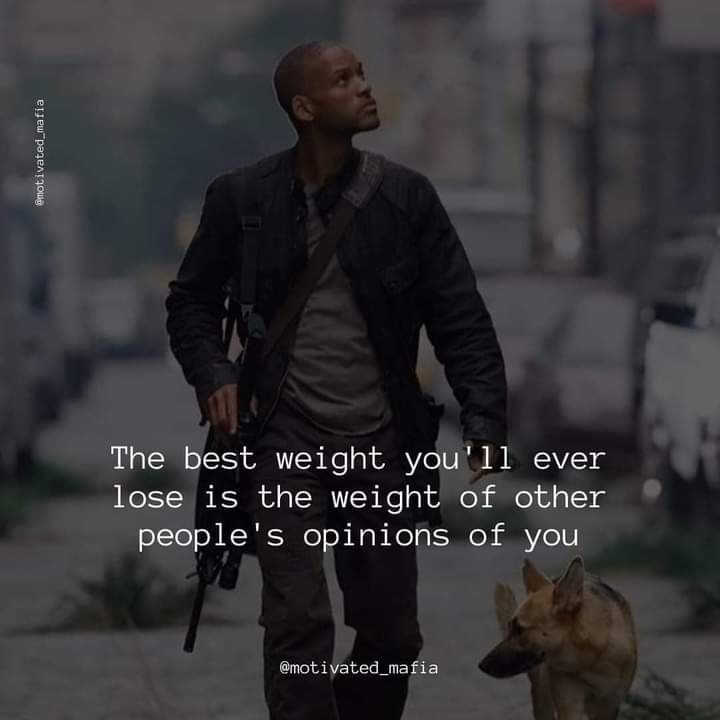 @motivated_mafia
The best weight you'll ever
lose is the weight of other
people's opinions of you
@motivated_mafia